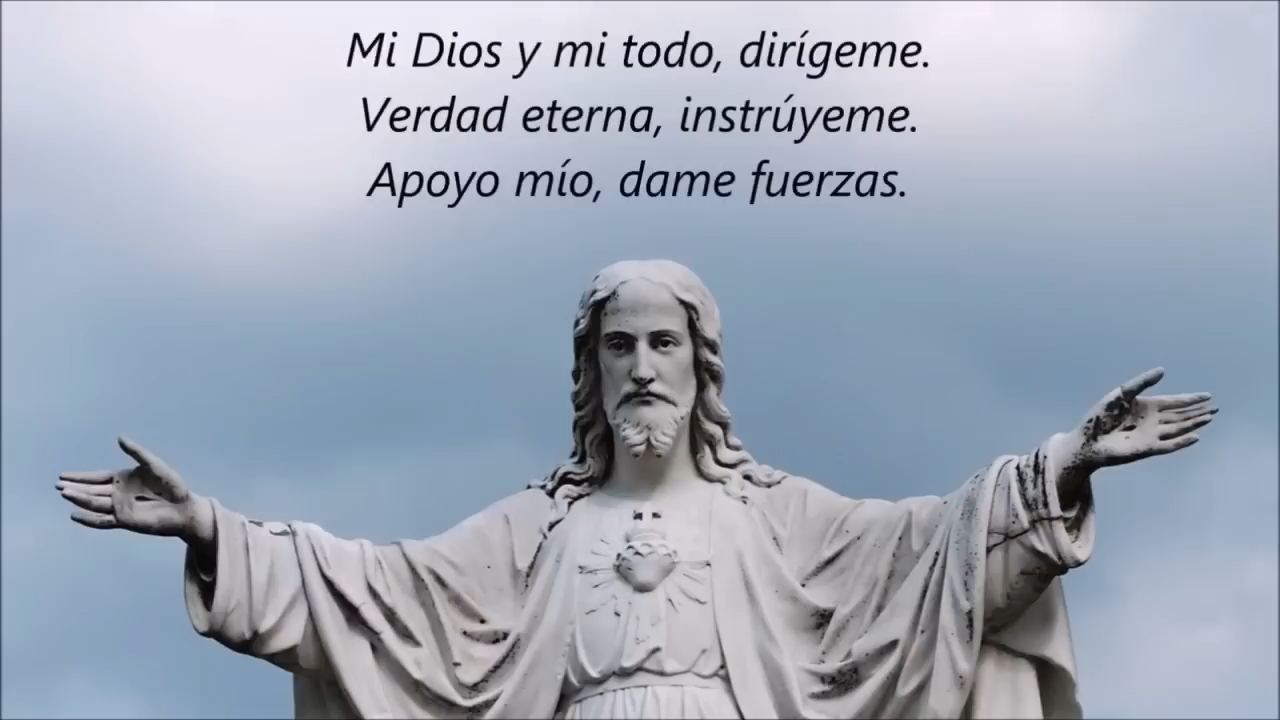 Mi Dios y mi todo, dirígeme.
Verdad eterna, instrúyeme.
Apoyo mío, dame fuerzas.